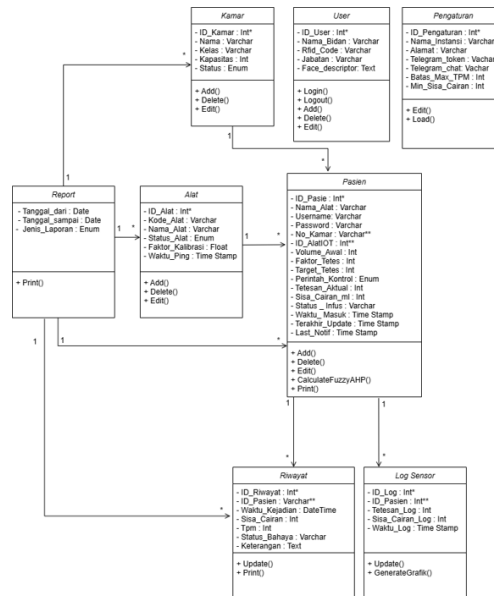 Kamar
- ID_Kamar : Int*
- Nama : Varchar
- Kelas : Varchar
- Kapasitas : Int
- Status : Enum
+ Add()
+ Delete()
+ Edit()
User
- ID_User : Int*
- Nama_Bidan : Varchar
- Rfid_Code : Varchar
- Jabatan : Varchar
- Face_descriptor: Text
+ Login()
+ Logout()
+ Add()
+ Delete()
+ Edit()
Pengaturan
- ID_Pengaturan : Int*
- Nama_Instansi : Varchar
- Alamat : Varchar
- Telegram_token : Vachar
- Telegram_chat: Vachar
- Batas_Max_TPM : Int
- Min_Sisa_Cairan : Int
+ Edit()
+ Load()
*
1
1
*
Report
- Tanggal_dari : Date
- Tanggal_sampai : Date
- Jenis_Laporan : Enum
+ Print()
1
*
Alat
- ID_Alat : Int*
- Kode_Alat : Varchar
- Nama_Alat : Varchar
- Status_Alat : Enum
- Faktor_Kalibrasi : Float
- Waktu_Ping : Time Stamp
+ Add()
+ Delete()
+ Edit()
1
*
Pasien
- ID_Pasie : Int*
- Nama_Alat : Varchar
- Username: Varchar
- Password : Varchar
- No_Kamar : Varchar**
- ID_AlatIOT : Int**
- Volume_Awal : Int
- Faktor_Tetes : Int
- Target_Tetes : Int
- Perintah_Kontrol : Enum
- Tetesan_Aktual : Int
- Sisa_Cairan_ml : Int
- Status _ Infus : Varchar
- Waktu_ Masuk : Time Stamp
- Terakhir_Update : Time Stamp
- Last_Notif : Time Stamp
+ Add()
+ Delete()
+ Edit()
+ CalculateFuzzyAHP()
+ Print()
1
1
*
1
1
*
*
*
Riwayat
- ID_Riwayat : Int*
- ID_Pasien : Varchar**
- Waktu_Kejadian : DateTime
- Sisa_Cairan : Int
- Tpm : Int
- Status_Bahaya : Varchar
- Keterangan : Text
+ Update()
+ Print()
Log Sensor
- ID_Log : Int*
- ID_Pasien : Int**
- Tetesan_Log : Int
- Sisa_Cairan_Log : Int
- Waktu_Log : Time Stamp
+ Update()
+ GenerateGrafik()